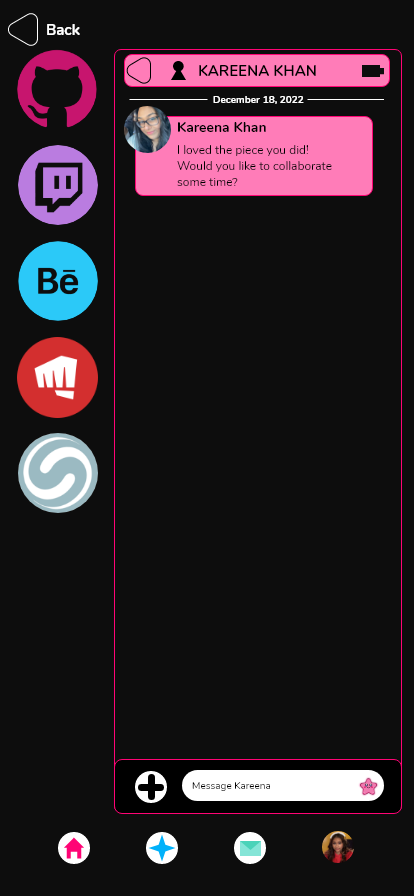 Back
KAREENA KHAN
December 18, 2022
Kareena Khan
I loved the piece you did!
Would you like to collaborate
some time?
Bē
Message Kareena